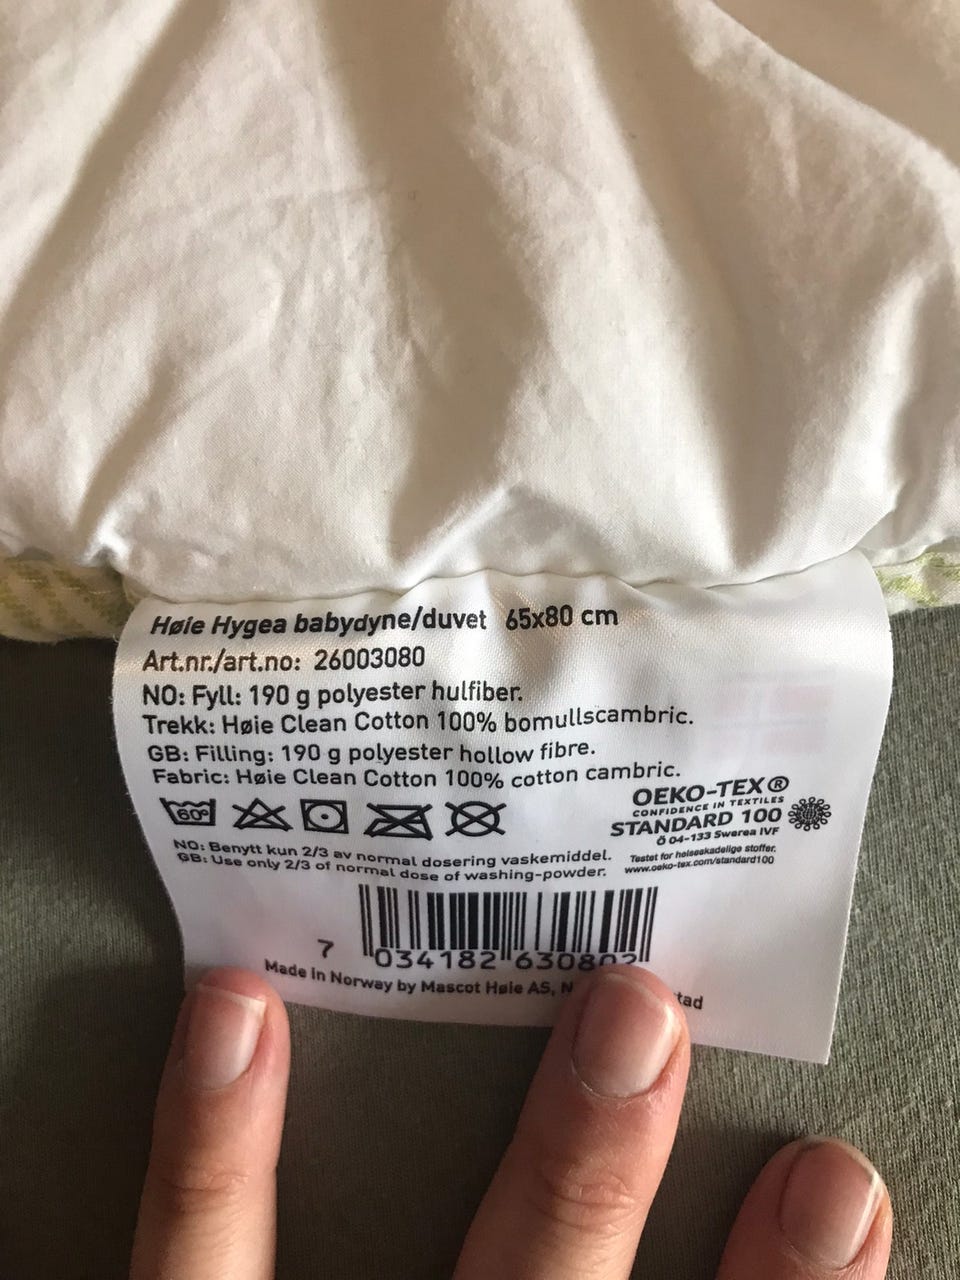 Høie Hygea babydyne/duvet 65x80 cm
Art.nr./art.no: 26003080
NO: Fyll: 190 g polyester hulfiber.
Trekk: Høie Clean Cotton 100% bomullscambric.
GB: Filling: 190 g polyester hollow fibre.
Fabric: Høie Clean Cotton 100% cotton cambric.
60°
OEKO-TEX®
CONFIDENCE IN TEXTILES
STANDARD 100
Ö 04-133 Swerea IVF
Testet for helseskadelige stoffer.
www.oeko-tex.com/standard100
NO: Benytt kun 2/3 av normal dosering vaskemiddel.
GB: Use only 2/3 of normal dose of washing-powder.
7 034182 630802
Made in Norway by Mascot Høie AS, N